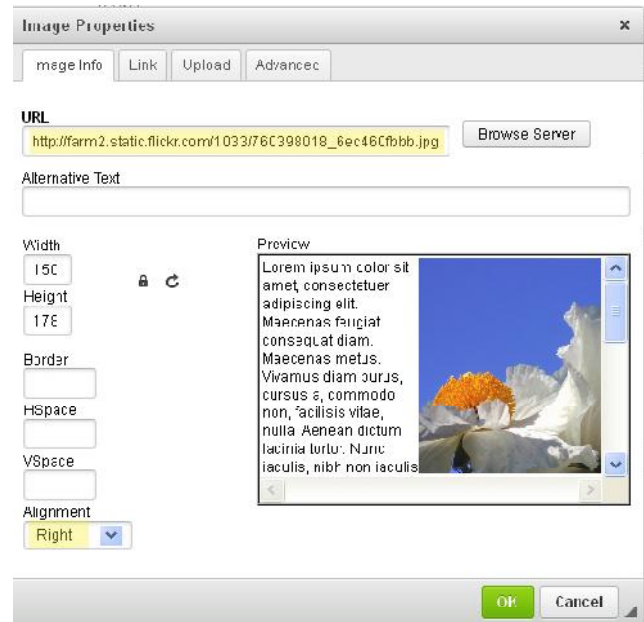 Image Properties
Image Info Link Upload Advanced
URL
http://farm2.static.flickr.com/1033/760398018_6ec460fbbb.jpg
Browse Server
Alternative Text
Width
150
Height
178
Border
HSpace
VSpace
Alignment
Right
Preview
Lorem ipsum dolor sit
amet, consectetuer
adipiscing elit.
Maecenas feugiat
consequat diam.
Maecenas metus.
Vivamus diam purus,
cursus a, commodo
non, facilisis vitae,
nulla. Aenean dictum
lacinia tortor. Nunc
iaculis, nibh non iaculis
OK Cancel